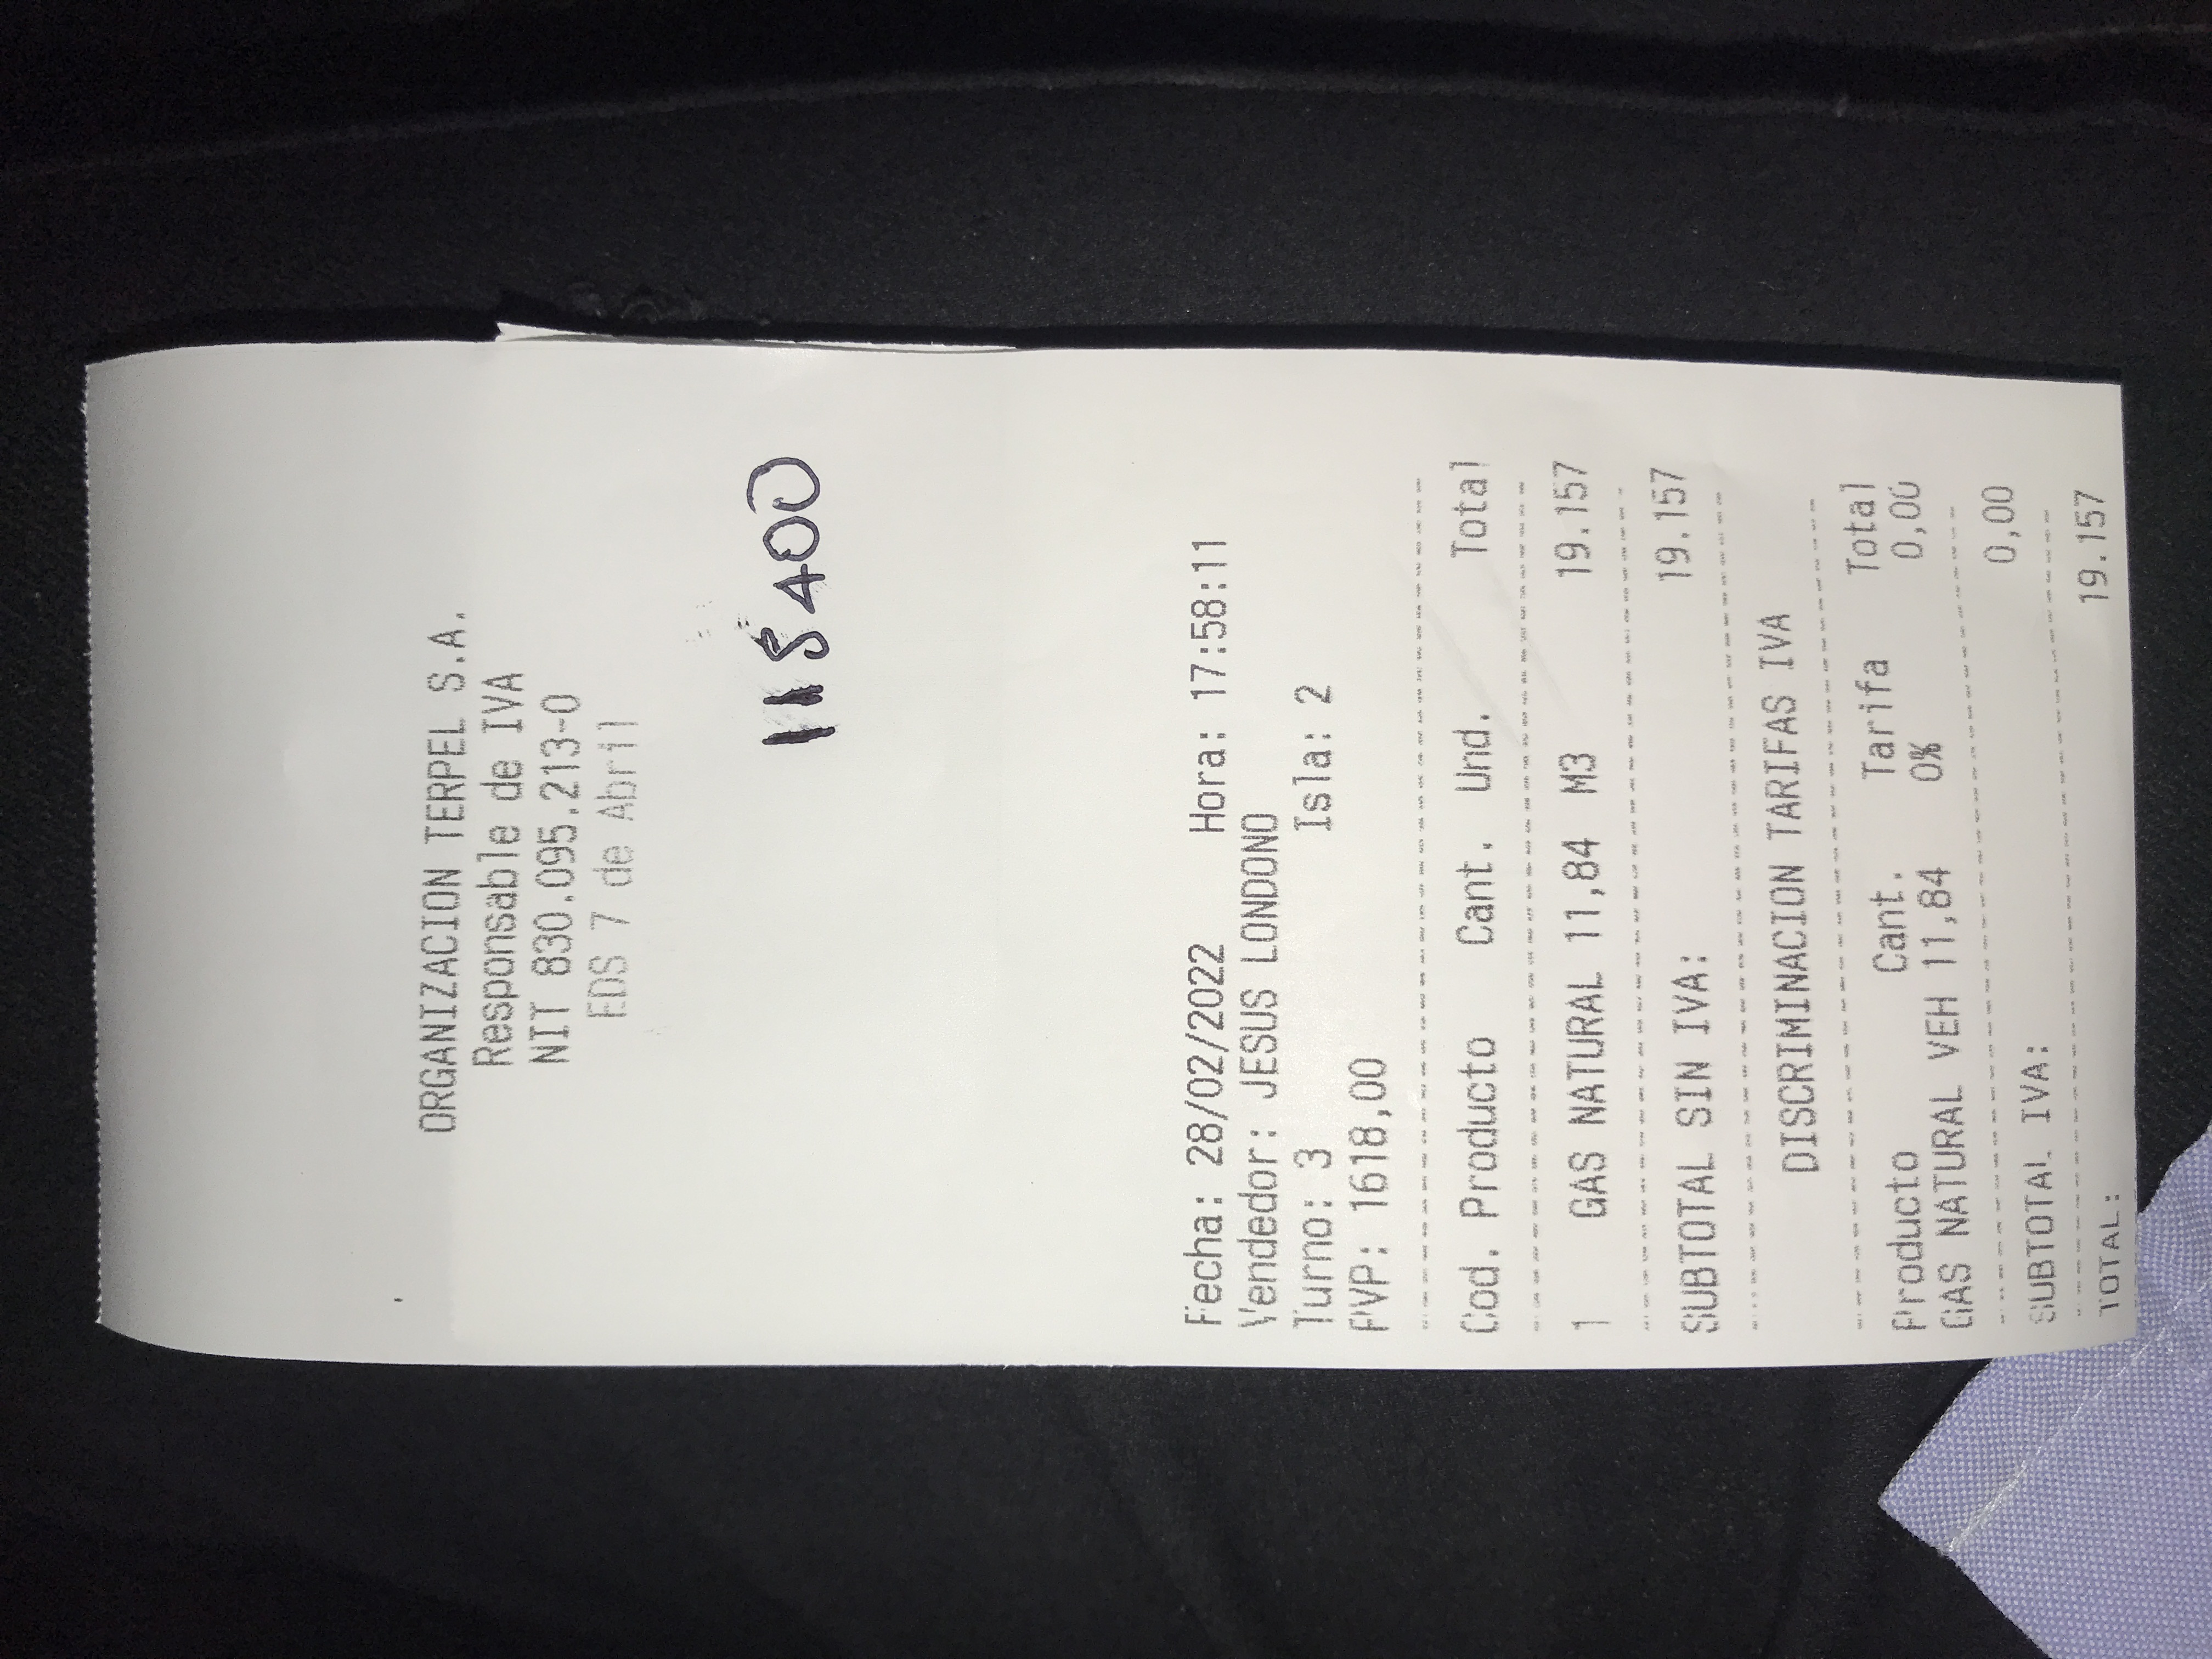 ORGANIZACION TERPEL S.A.
Responsable de IVA
NIT 830.095.213-0
EDS 7 de Abril
115400
Fecha: 28/02/2022 Hora: 17:58:11
Vendedor: JESUS LONDONO
Turno: 3 Isla: 2
PVP: 1618,00
Cod. Producto Cant. Und. Total
1 GAS NATURAL 11,84 M3 19.157
SUBTOTAL SIN IVA: 19.157
DISCRIMINACION TARIFAS IVA
Producto Cant. Tarifa Total
GAS NATURAL VEH 11,84 0% 0,00
SUBTOTAL IVA: 0,00
TOTAL: 19.157